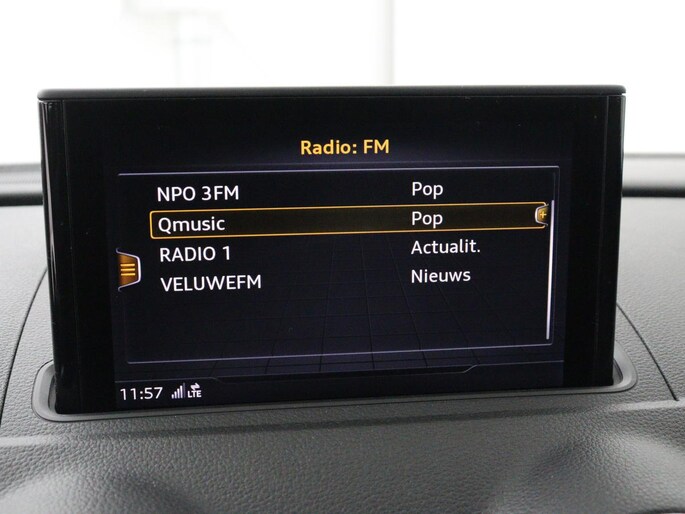 Radio: FM
NPO 3FM Pop
Qmusic Pop
RADIO 1 Actualit.
VELUWEFM Nieuws
11:57 LTE